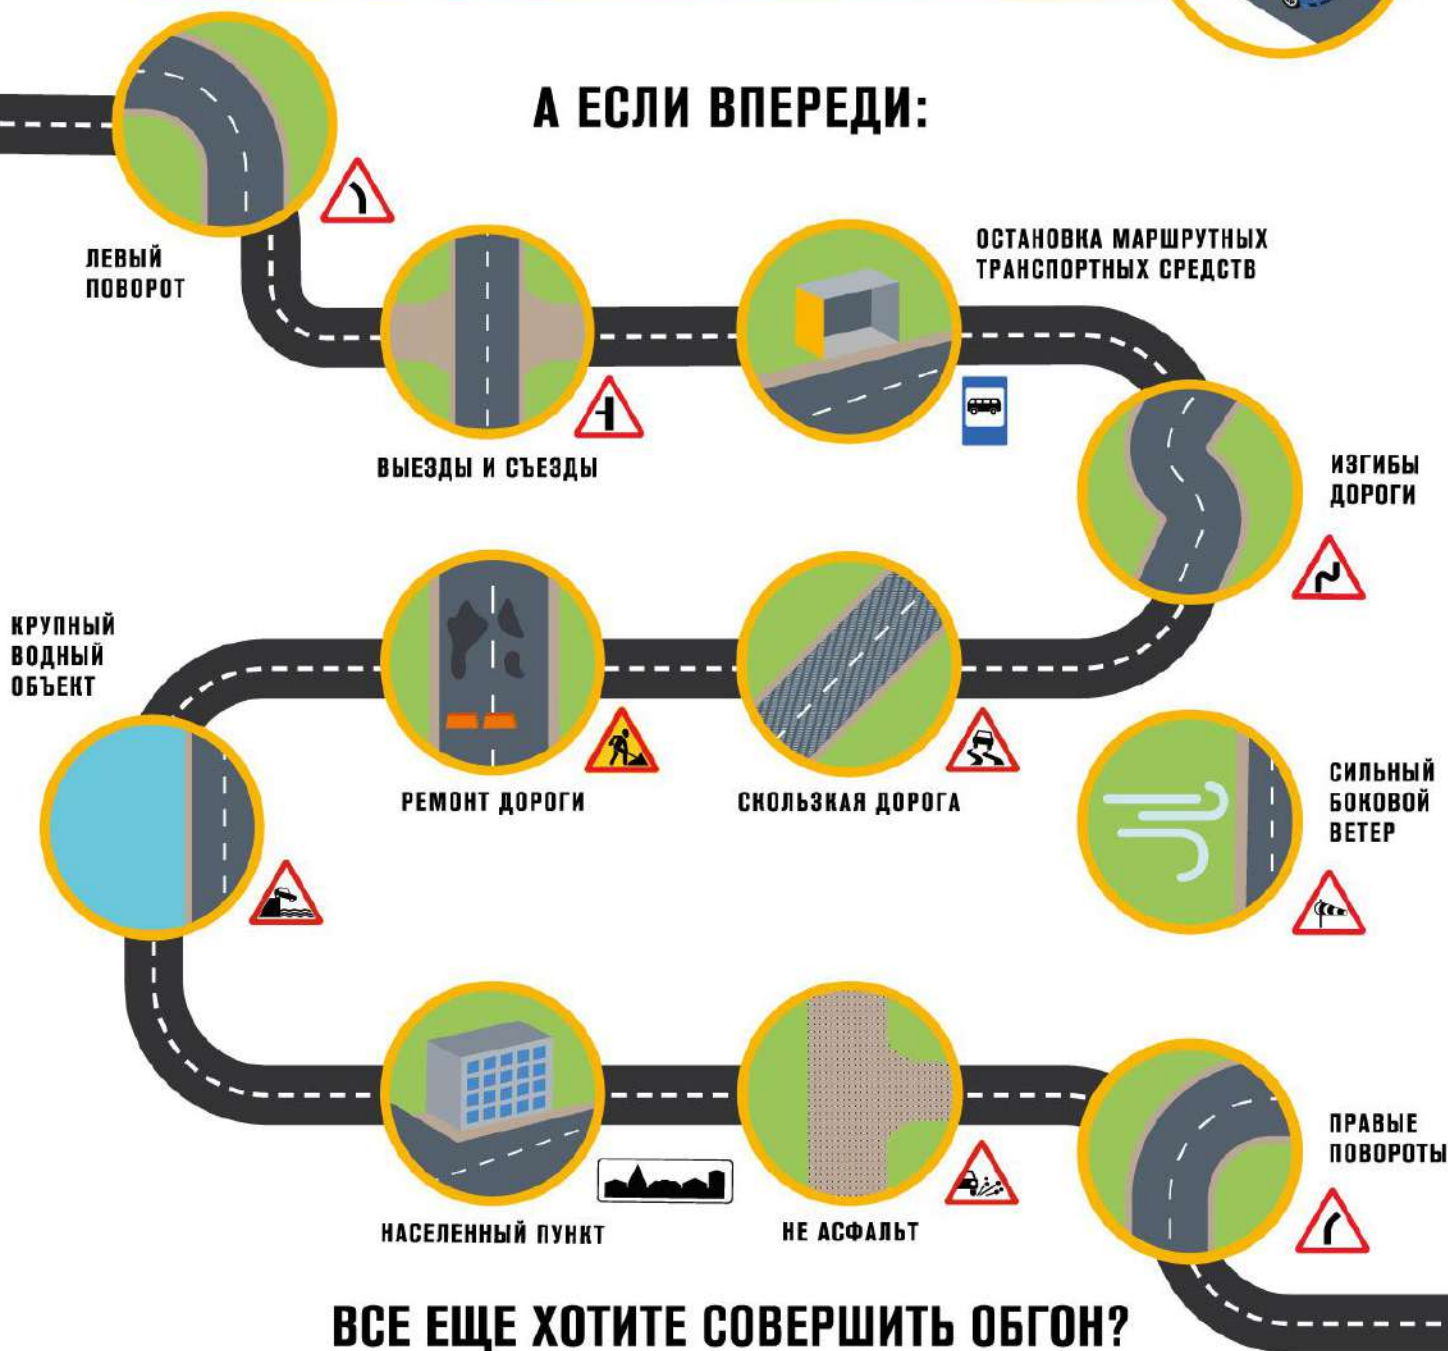 А ЕСЛИ ВПЕРЕДИ:
ЛЕВЫЙ
ПОВОРОТ
ВЫЕЗДЫ И СЪЕЗДЫ
ОСТАНОВКА МАРШРУТНЫХ
ТРАНСПОРТНЫХ СРЕДСТВ
ИЗГИБЫ
ДОРОГИ
КРУПНЫЙ
ВОДНЫЙ
ОБЪЕКТ
РЕМОНТ ДОРОГИ
СКОЛЬЗКАЯ ДОРОГА
СИЛЬНЫЙ
БОКОВОЙ
ВЕТЕР
НАСЕЛЕННЫЙ ПУНКТ
НЕ АСФАЛЬТ
ПРАВЫЕ
ПОВОРОТЫ
ВСЕ ЕЩЕ ХОТИТЕ СОВЕРШИТЬ ОБГОН?